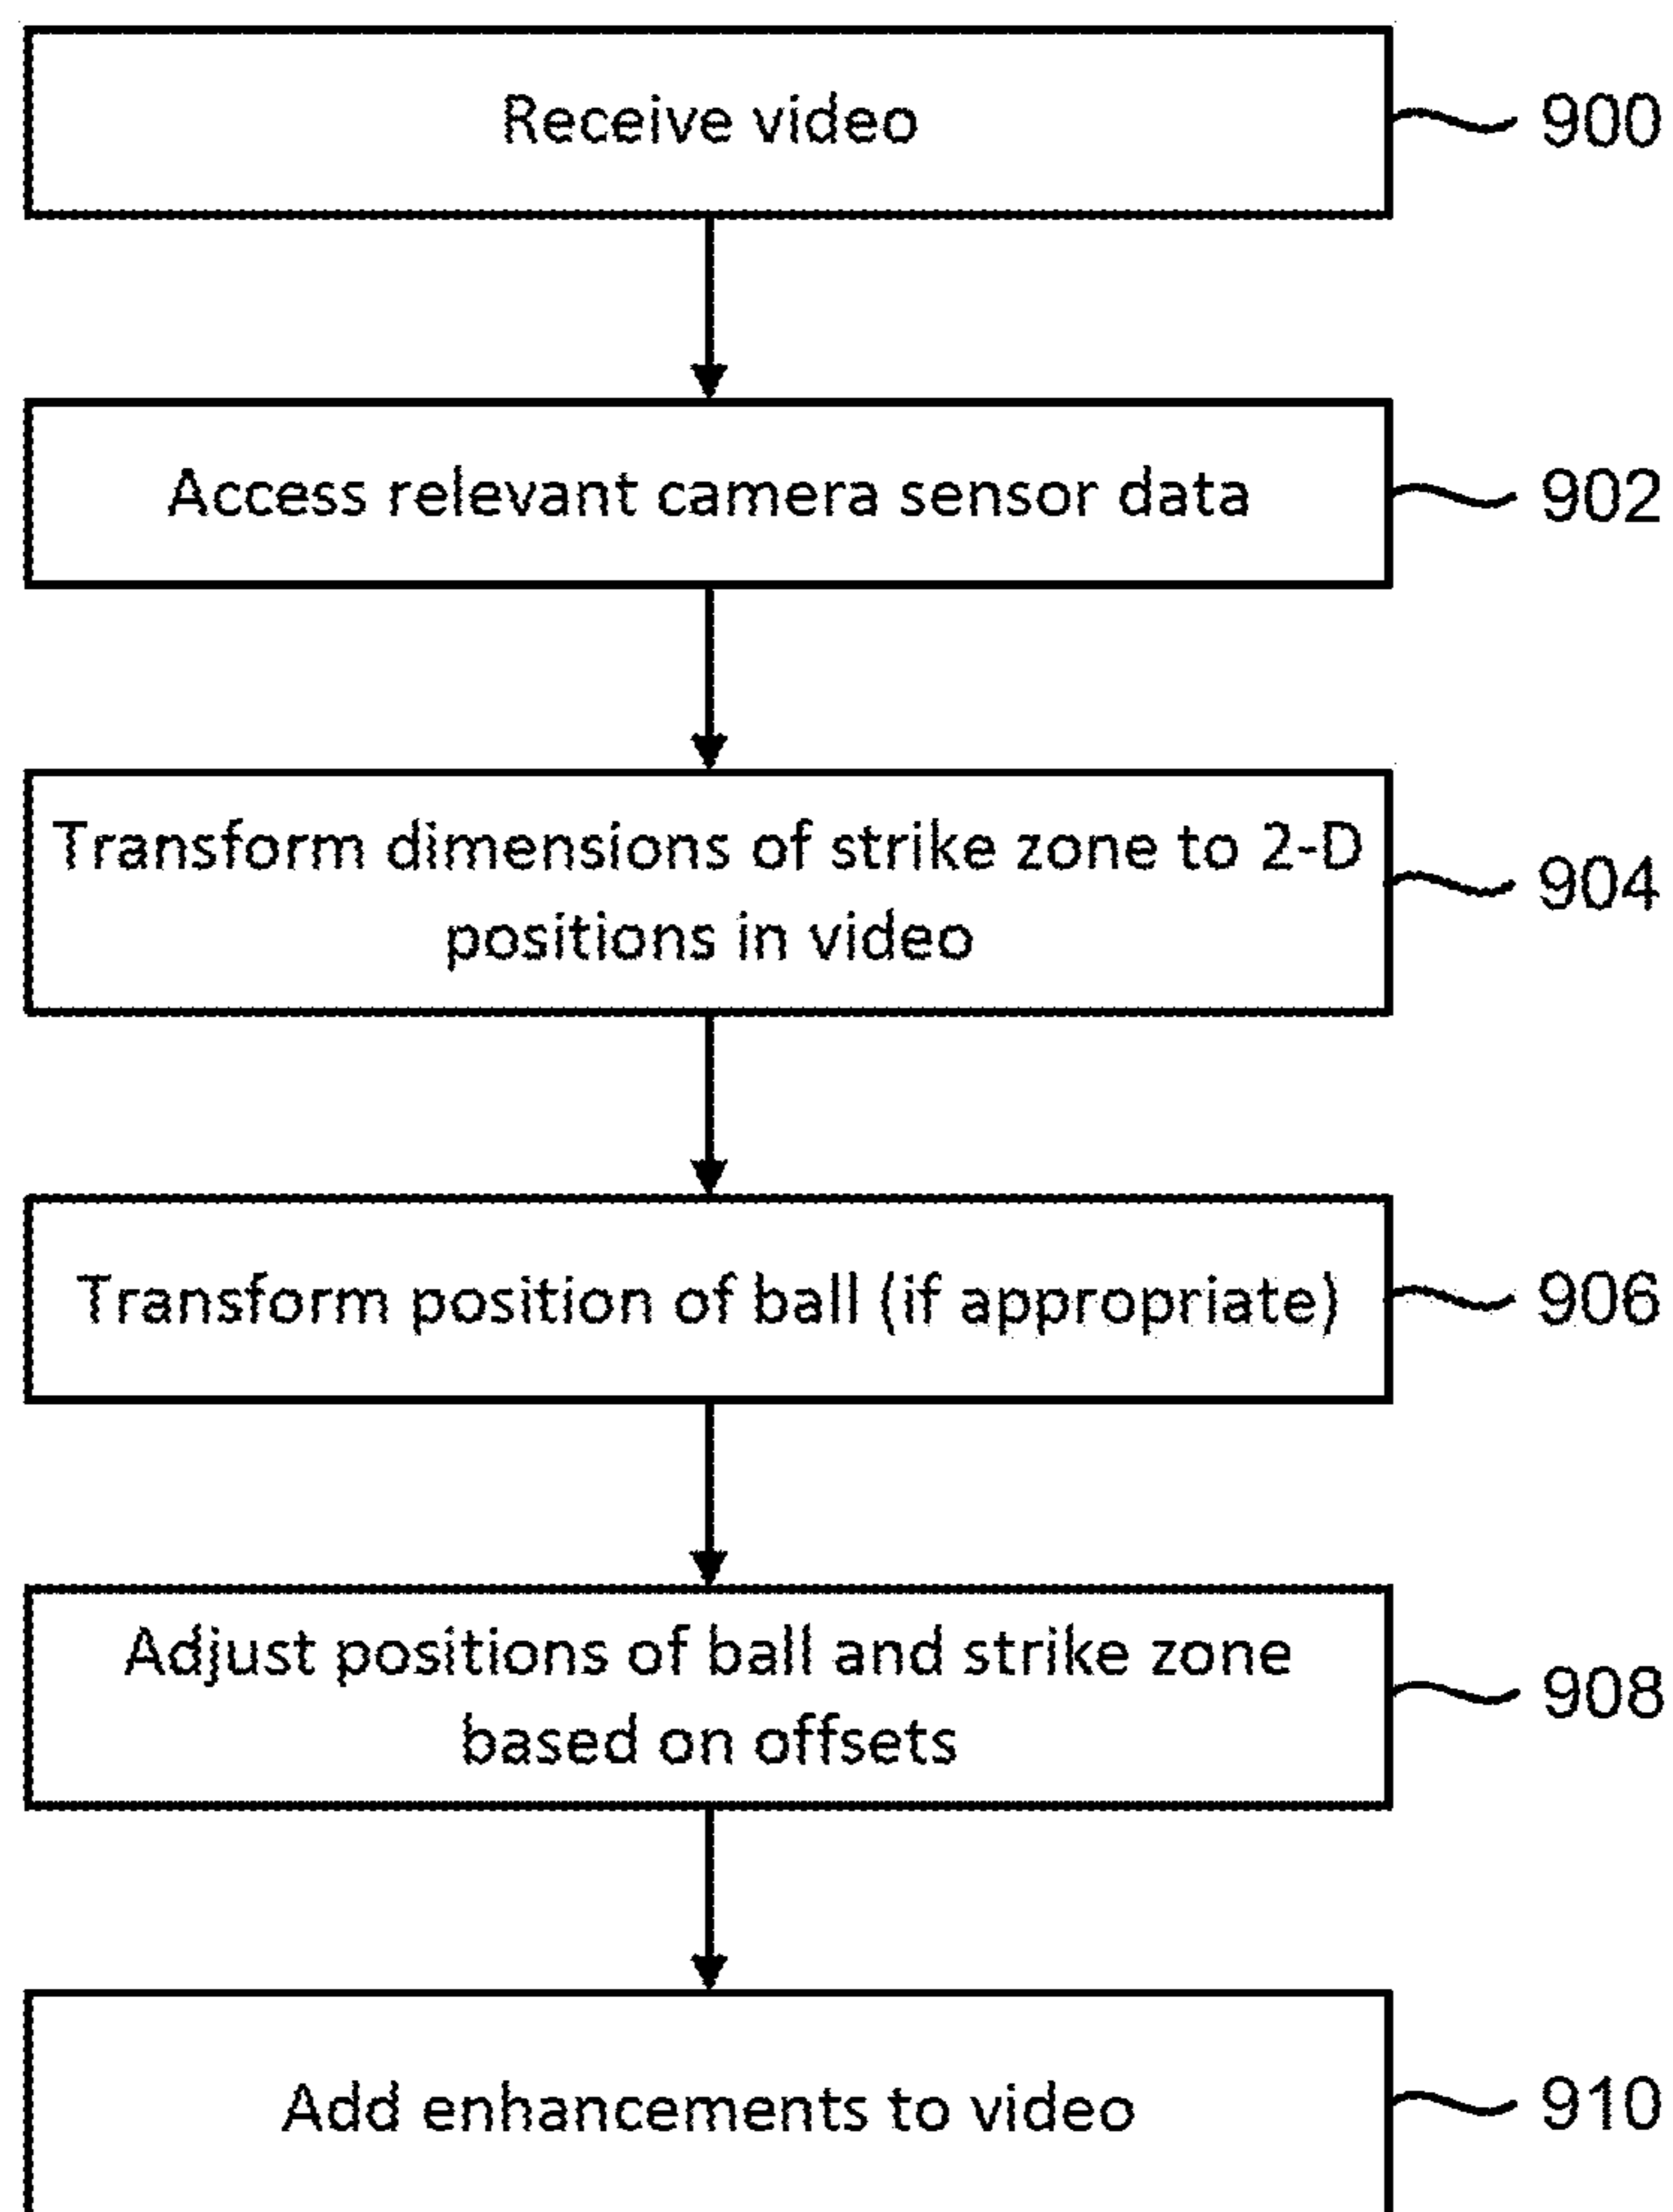 Receive video
900
Access relevant camera sensor data
902
Transform dimensions of strike zone to 2-D
positions in video
904
Transform position of ball (if appropriate)
906
Adjust positions of ball and strike zone
based on offsets
908
Add enhancements to video
910